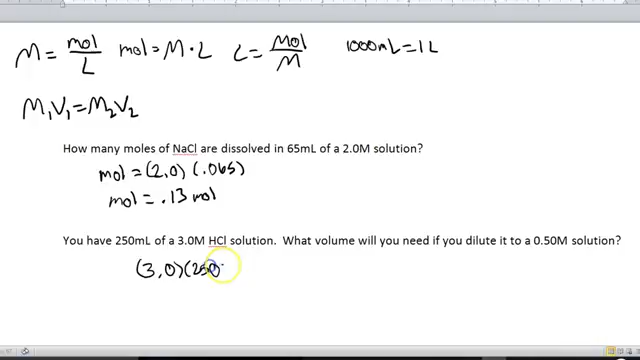 M = mol/L mol = M · L L = mol/M 1000mL = 1L
M₁V₁ = M₂V₂
How many moles of NaCl are dissolved in 65mL of a 2.0M solution?
mol = (2.0) (.065)
mol = .13 mol
You have 250mL of a 3.0M HCl solution. What volume will you need if you dilute it to a 0.50M solution?
(3.0)(250